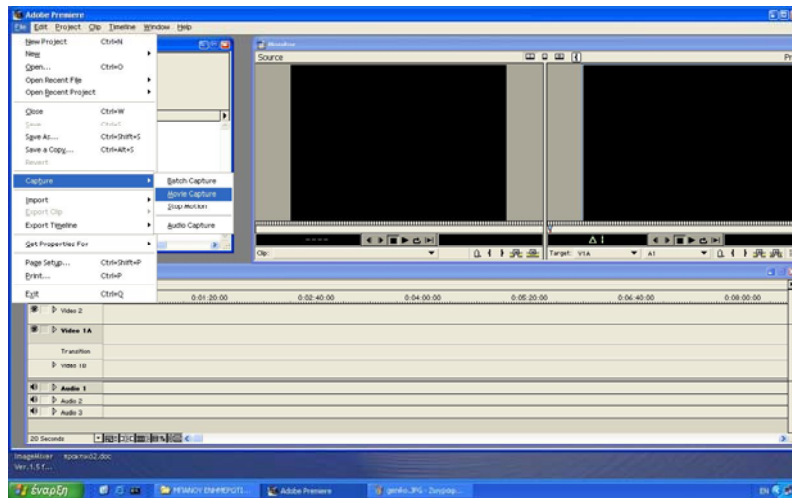 Adobe Premiere
File Edit Project Clip Timeline Window Help
New Project Ctrl+N
New
Open... Ctrl+O
Open Recent File
Open Recent Project
Close Ctrl+W
Save Ctrl+S
Save As... Ctrl+Shift+S
Save a Copy... Ctrl+Alt+S
Revert
Capture
Batch Capture
Movie Capture
Stop Motion
Audio Capture
Import
Export Clip
Export Timeline
Get Properties For
Page Setup... Ctrl+Shift+P
Print... Ctrl+P
Exit Ctrl+Q
Monitor
Source
Clip:
Target: V1A A1
0:01:20:00 0:02:40:00 0:04:00:00 0:05:20:00 0:06:40:00 0:08:00:00
Video 2
Video 1A
Transition
Video 1B
Audio 1
Audio 2
Audio 3
20 Seconds
ImageMixer
Ver.1.5 f...
έναρξη
Adobe Premiere
EN